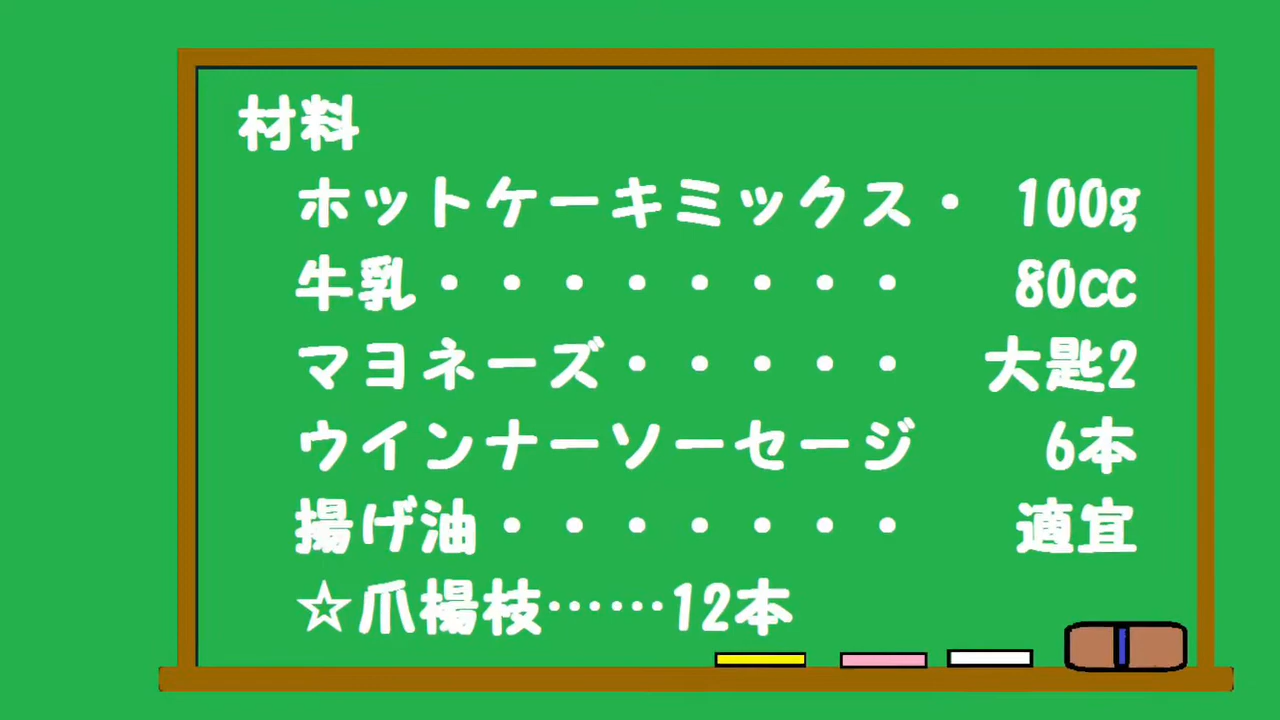 材料
ホットケーキミックス・ 100g
牛乳・・・・・・・・ 80cc
マヨネーズ・・・・・ 大匙2
ウインナーソーセージ 6本
揚げ油・・・・・・・ 適宜
☆爪楊枝……12本